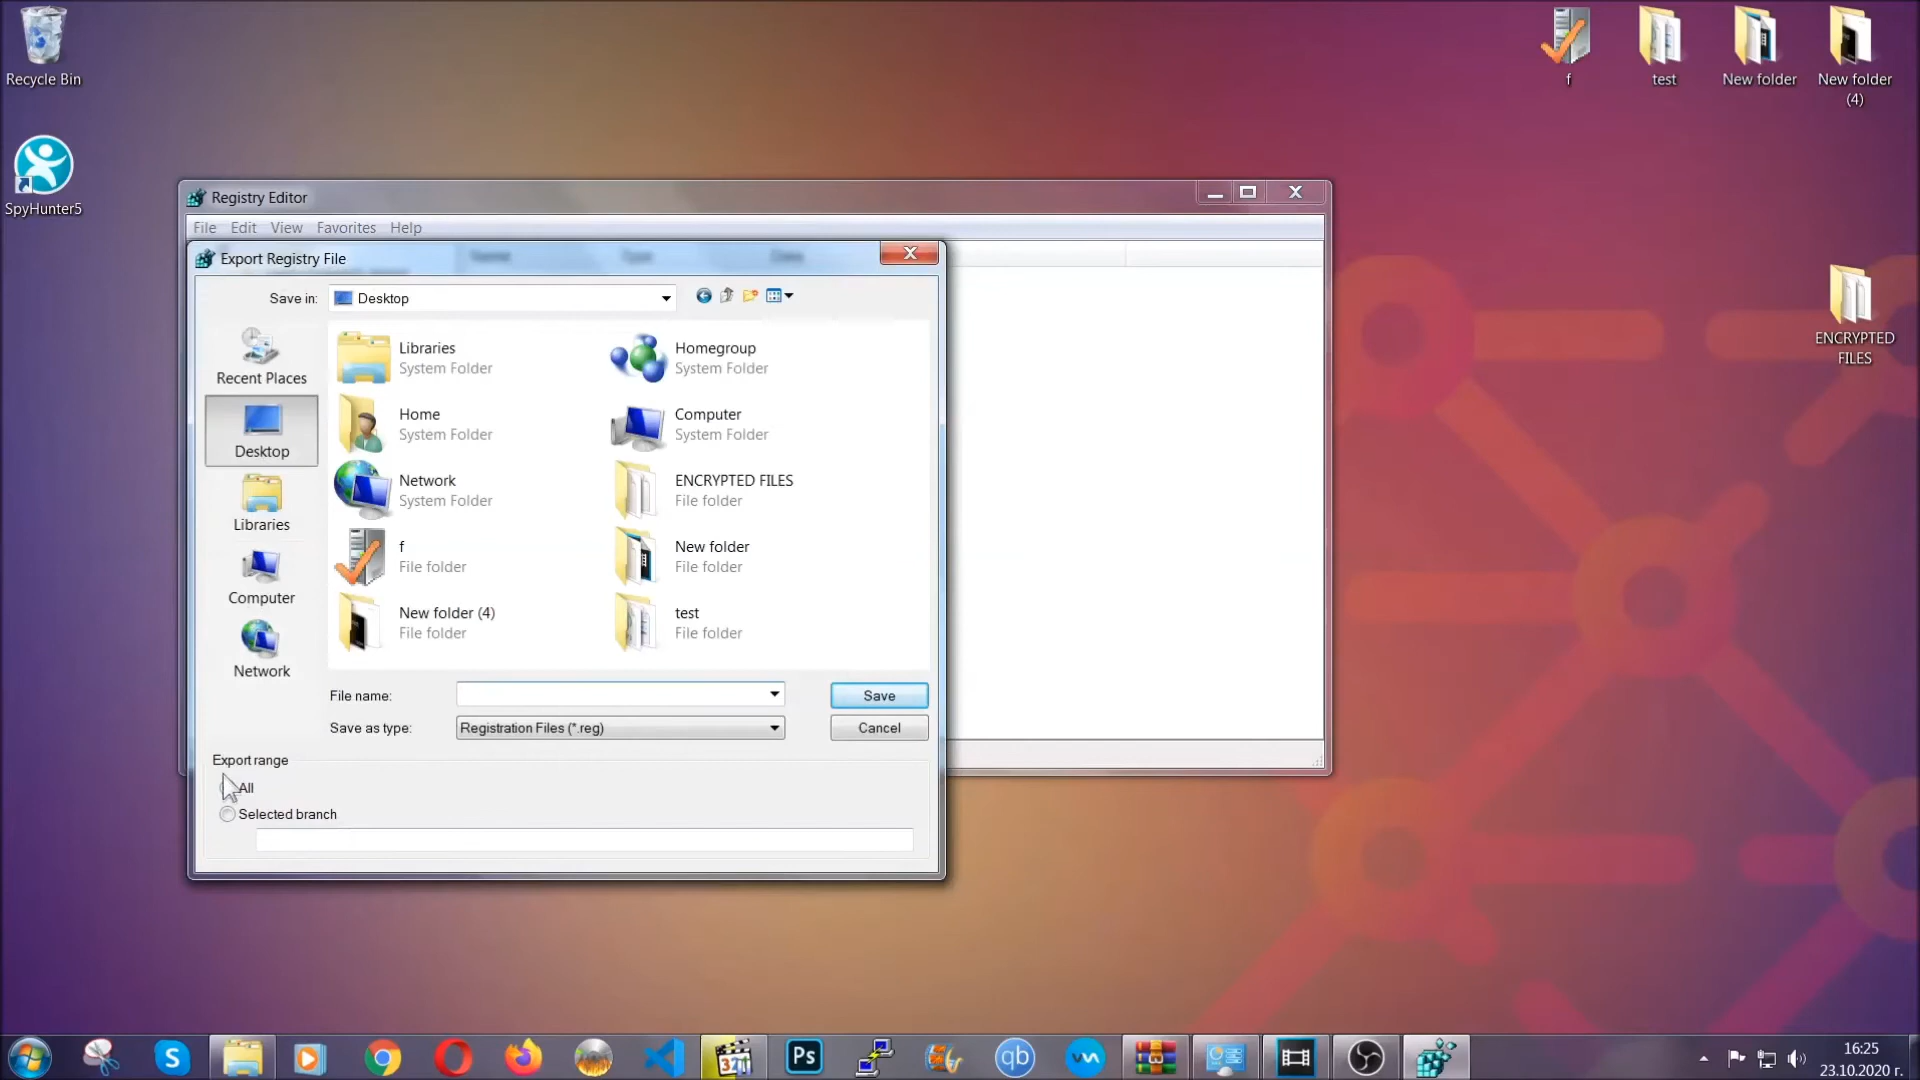 Recycle Bin
SpyHunter5
f
test
New folder
New folder
(4)
ENCRYPTED
FILES
Registry Editor
File Edit View Favorites Help
Export Registry File
Save in: Desktop
Recent Places
Desktop
Libraries
Computer
Network
Libraries
System Folder
Homegroup
System Folder
Home
System Folder
Computer
System Folder
Network
System Folder
ENCRYPTED FILES
File folder
f
File folder
New folder
File folder
New folder (4)
File folder
test
File folder
File name:
Save
Save as type: Registration Files (*.reg)
Cancel
Export range
All
Selected branch
S
321
Ps
qb
16:25
23.10.2020 г.